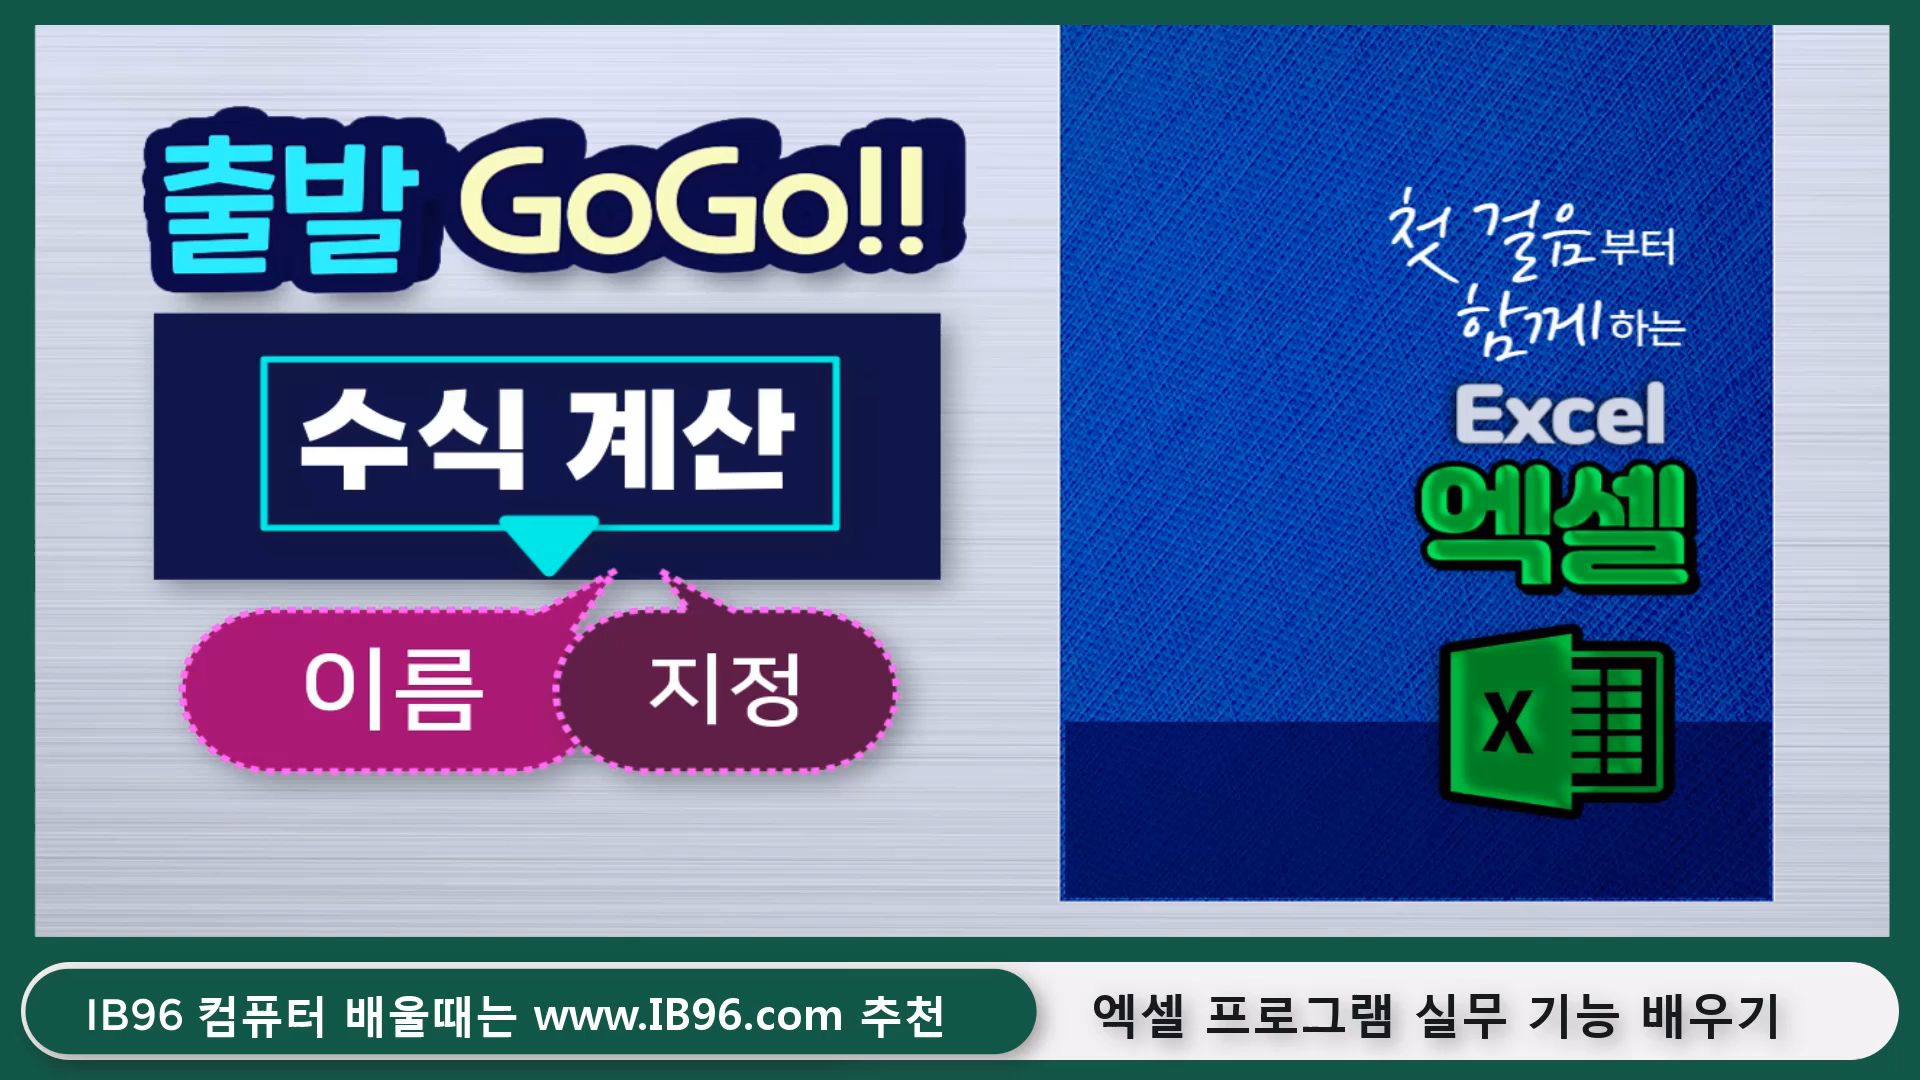 출발 GoGo!!
수식 계산
이름
지정
첫 걸음부터
함께하는
Excel
엑셀
X
IB96 컴퓨터 배울때는 www.IB96.com 추천
엑셀 프로그램 실무 기능 배우기